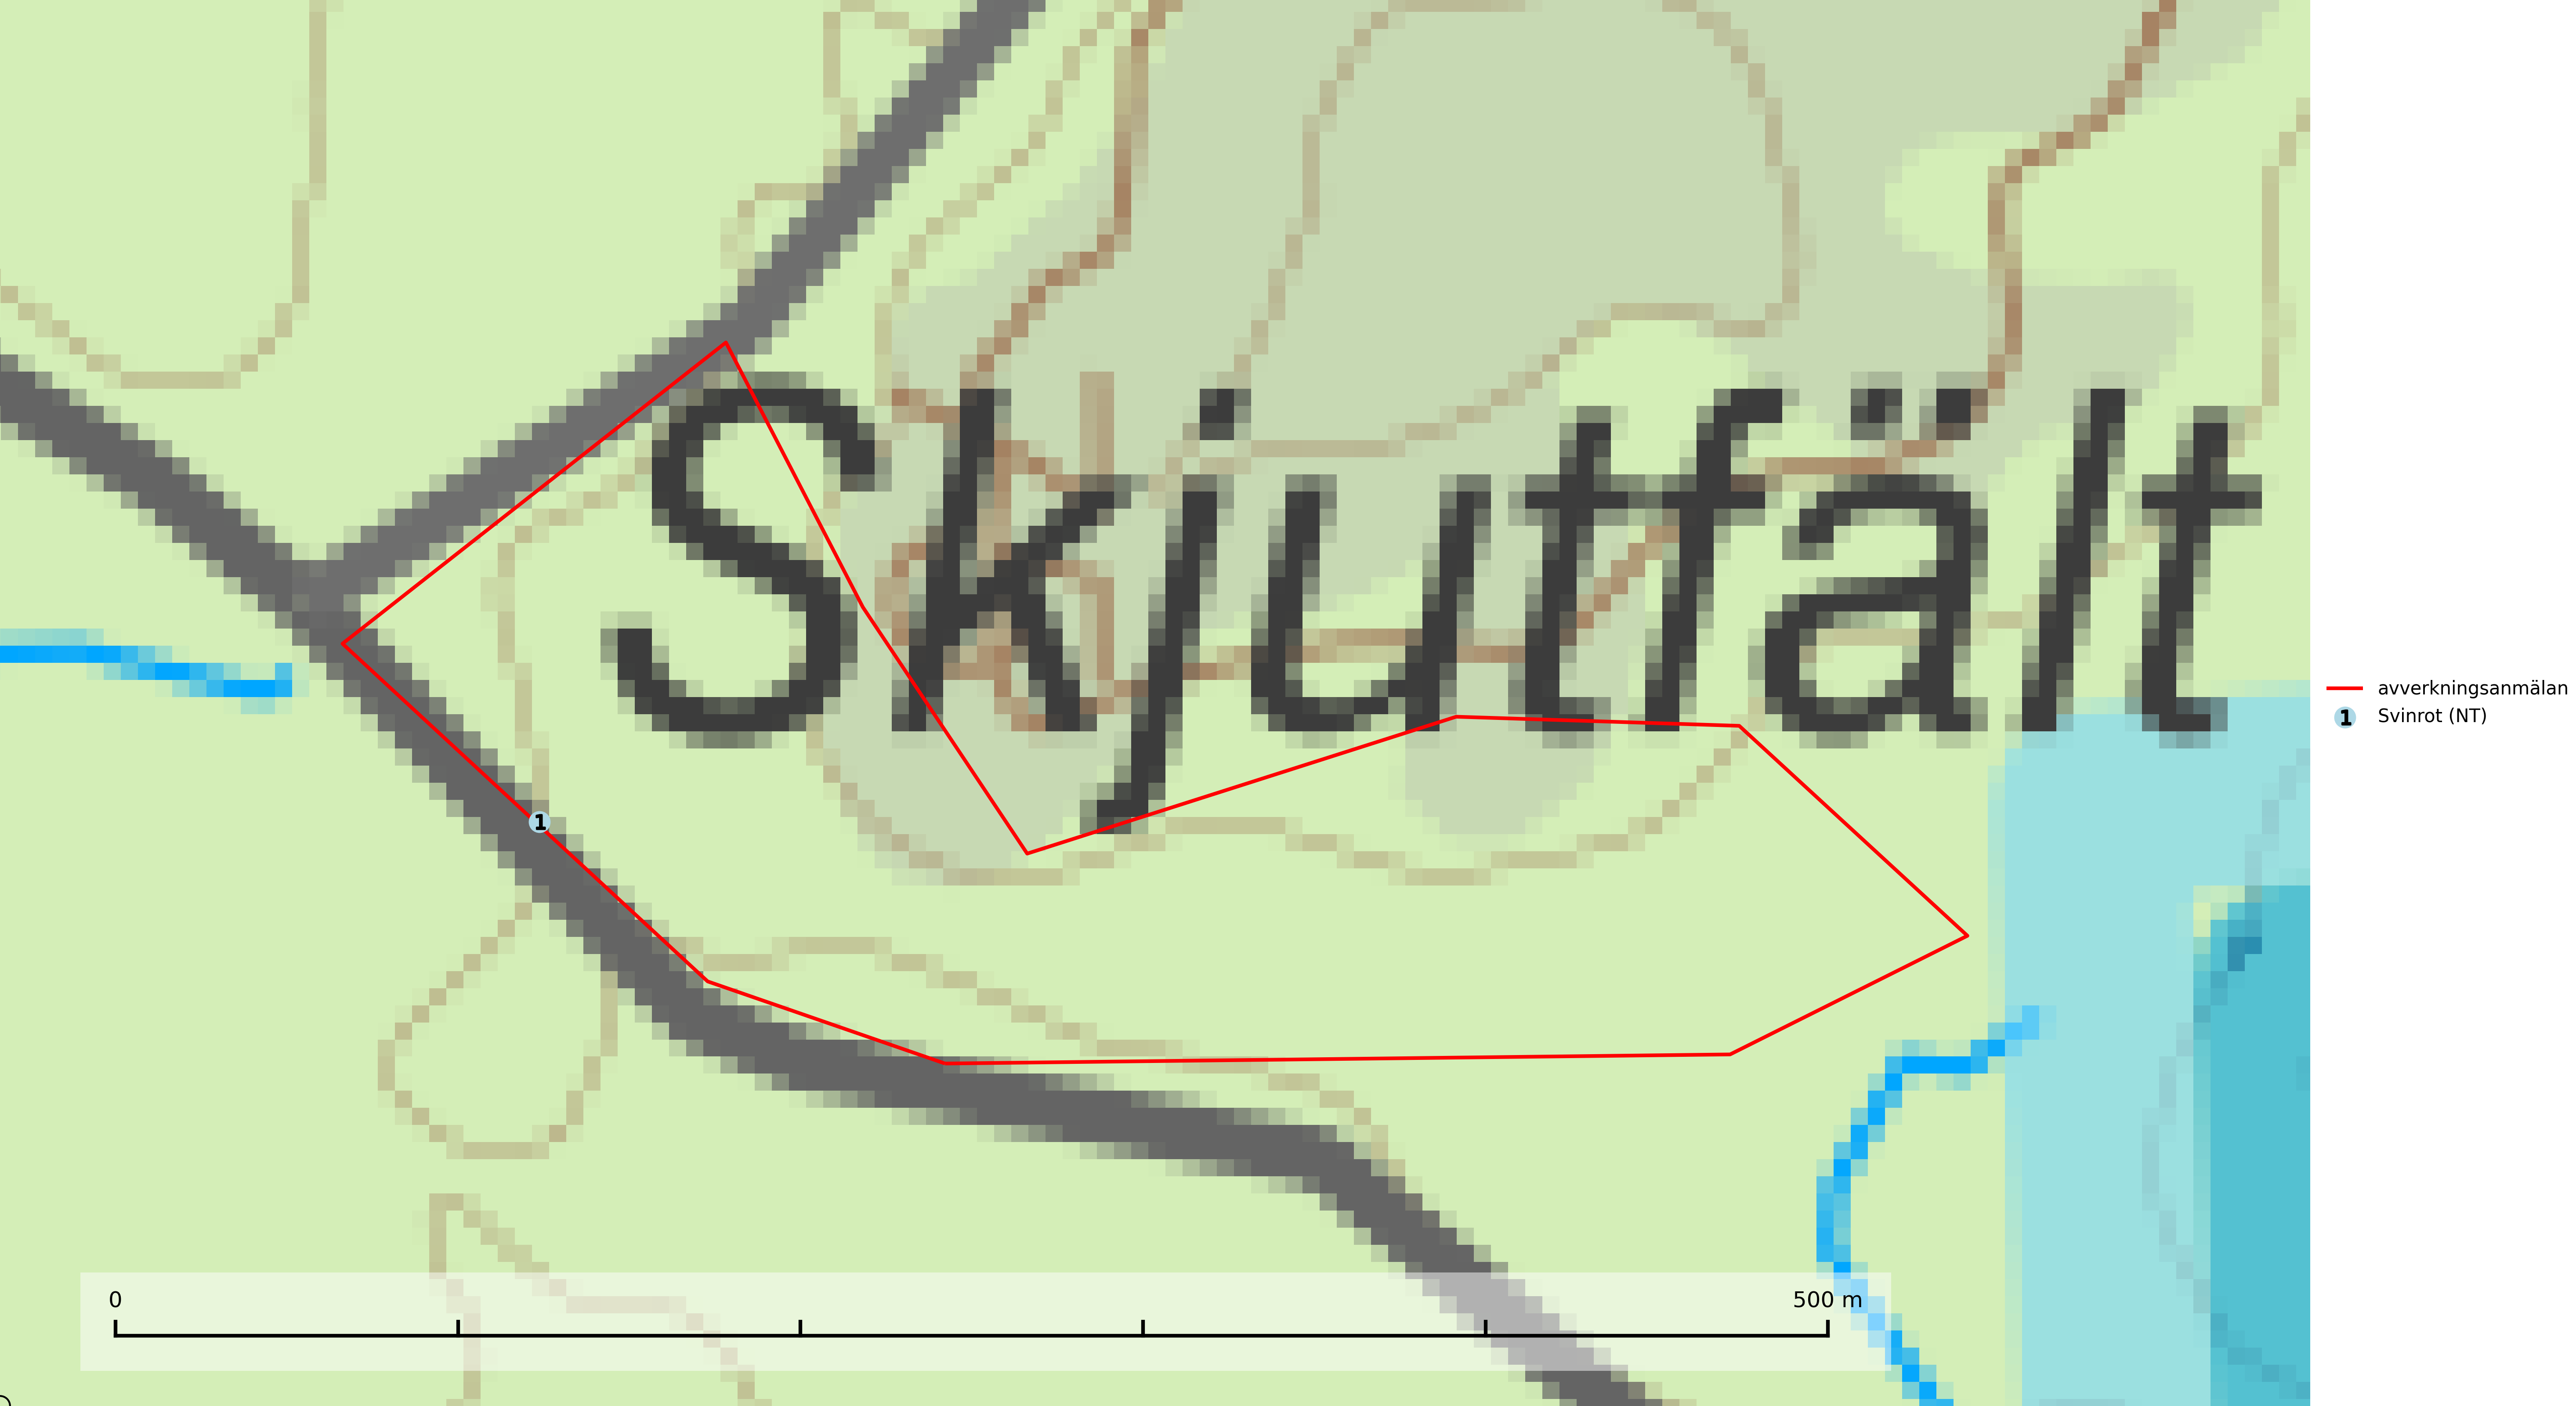 Skjutfält
1
avverkningsanmälan
1 Svinrot (NT)
0 500 m